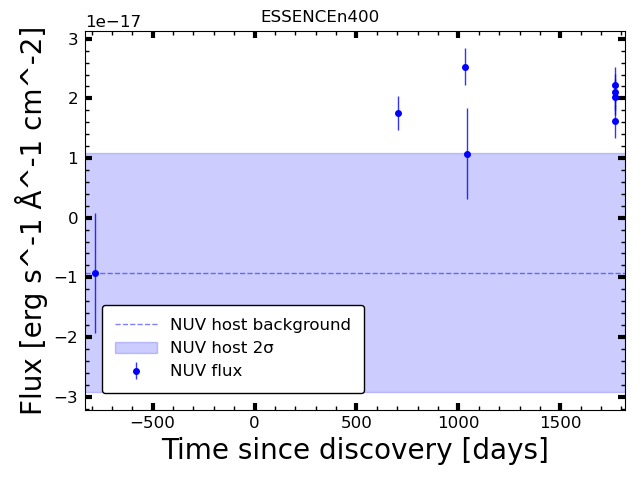 ESSENCEn400
1e−17
3
2
1
0
−1
−2
−3
Flux [erg s^-1 Å^-1 cm^-2]
NUV host background
NUV host 2σ
NUV flux
−500 0 500 1000 1500
Time since discovery [days]